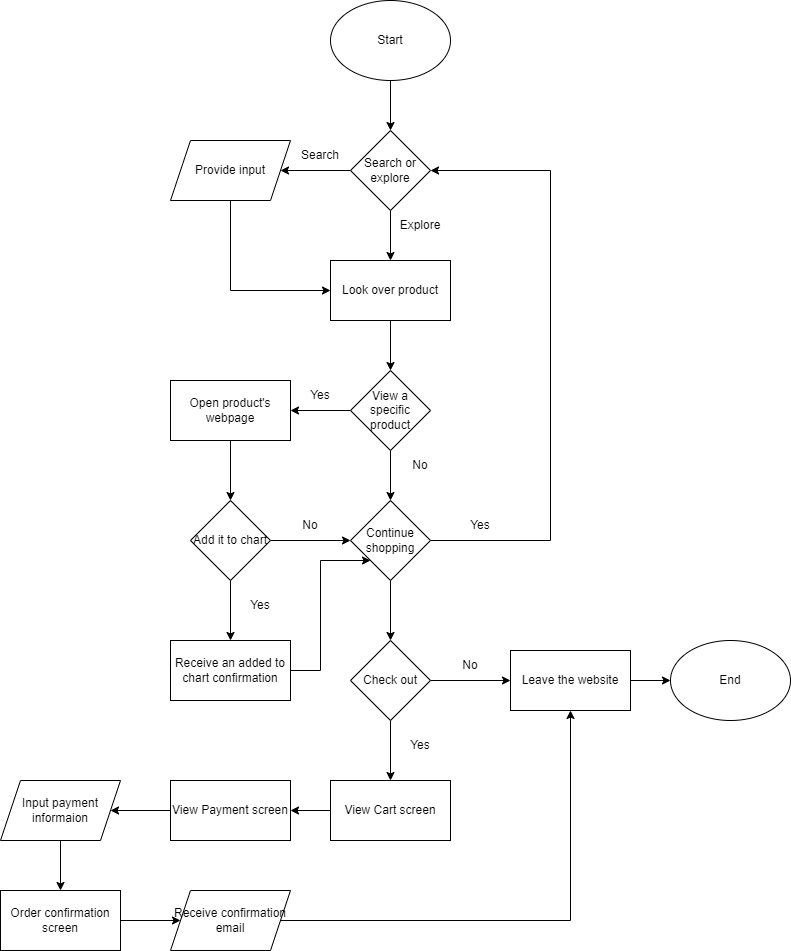 Start
Search
Provide input
Search or
explore
Explore
Look over product
Yes
Open product's
webpage
View a
specific
product
No
No
Add it to chart
Continue
shopping
Yes
Yes
Receive an added to
chart confirmation
No
Check out
Leave the website
End
Yes
Input payment
informaion
View Payment screen
View Cart screen
Order confirmation
screen
Receive confirmation
email